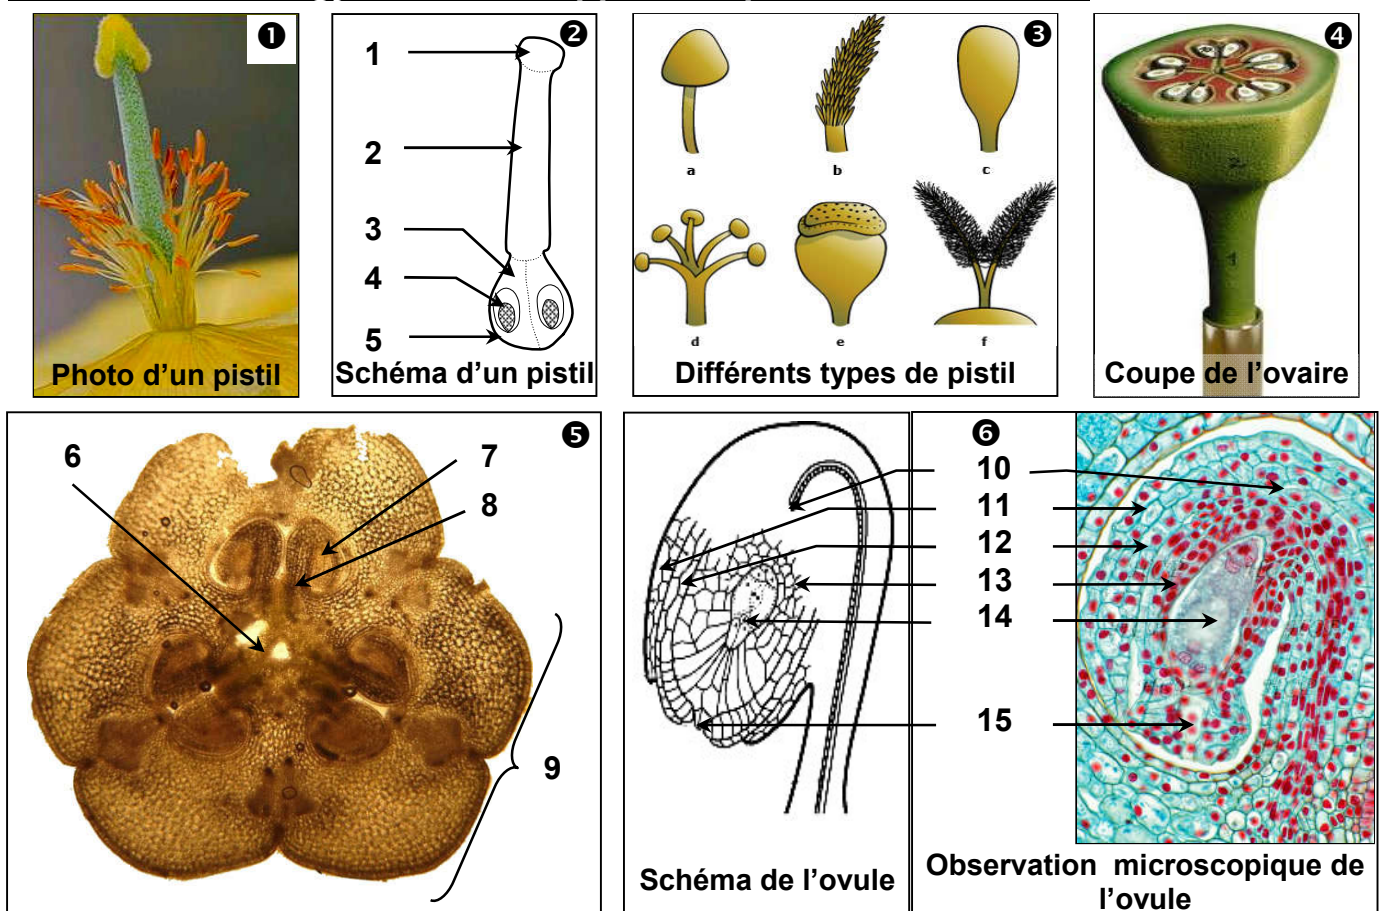 ❶
Photo d'un pistil
❷
1
2
3
4
5
Schéma d'un pistil
❸
a
b
c
d
e
f
Différents types de pistil
❹
2
1
Coupe de l'ovaire
❺
6
7
8
9
❻
10
11
12
13
14
15
Schéma de l'ovule
Observation microscopique de
l'ovule